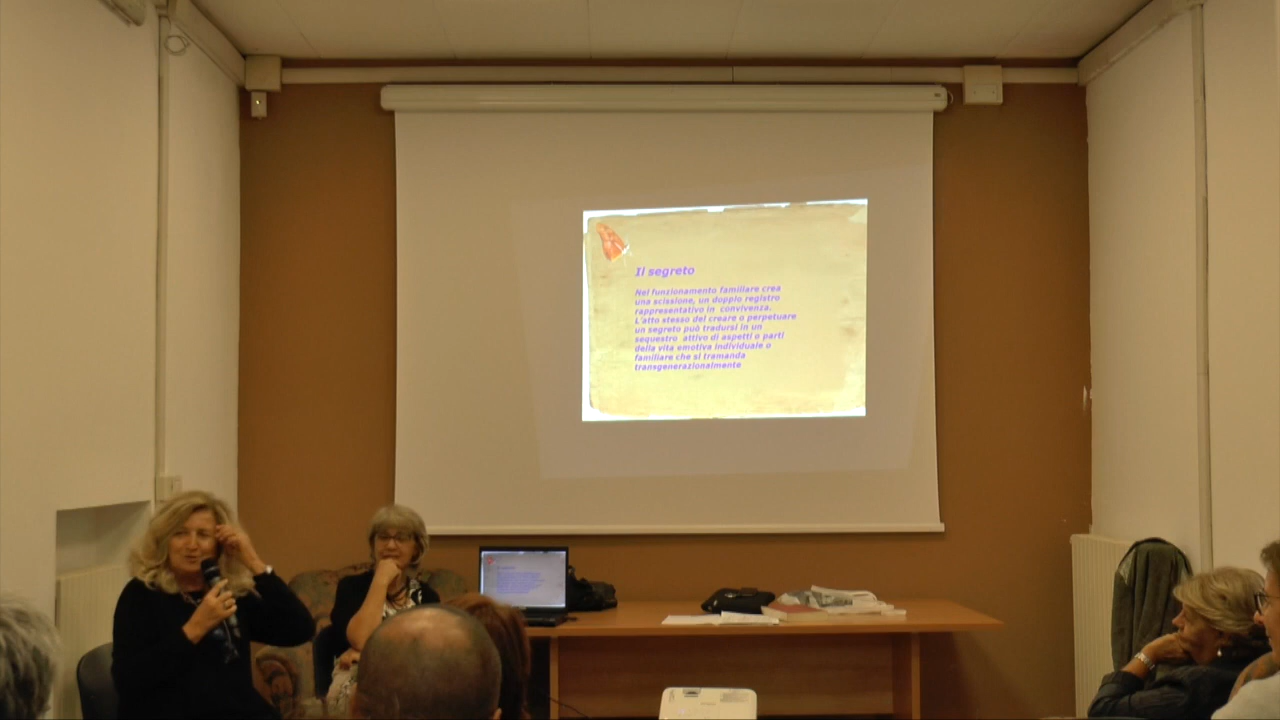 Il segreto
Nel funzionamento familiare crea
una scissione, un doppio registro
rappresentativo in convivenza.
L'atto stesso del creare o perpetuare
un segreto può tradursi in un
sequestro attivo di aspetti o parti
della vita emotiva individuale o
familiare che si tramanda
transgenerazionalmente